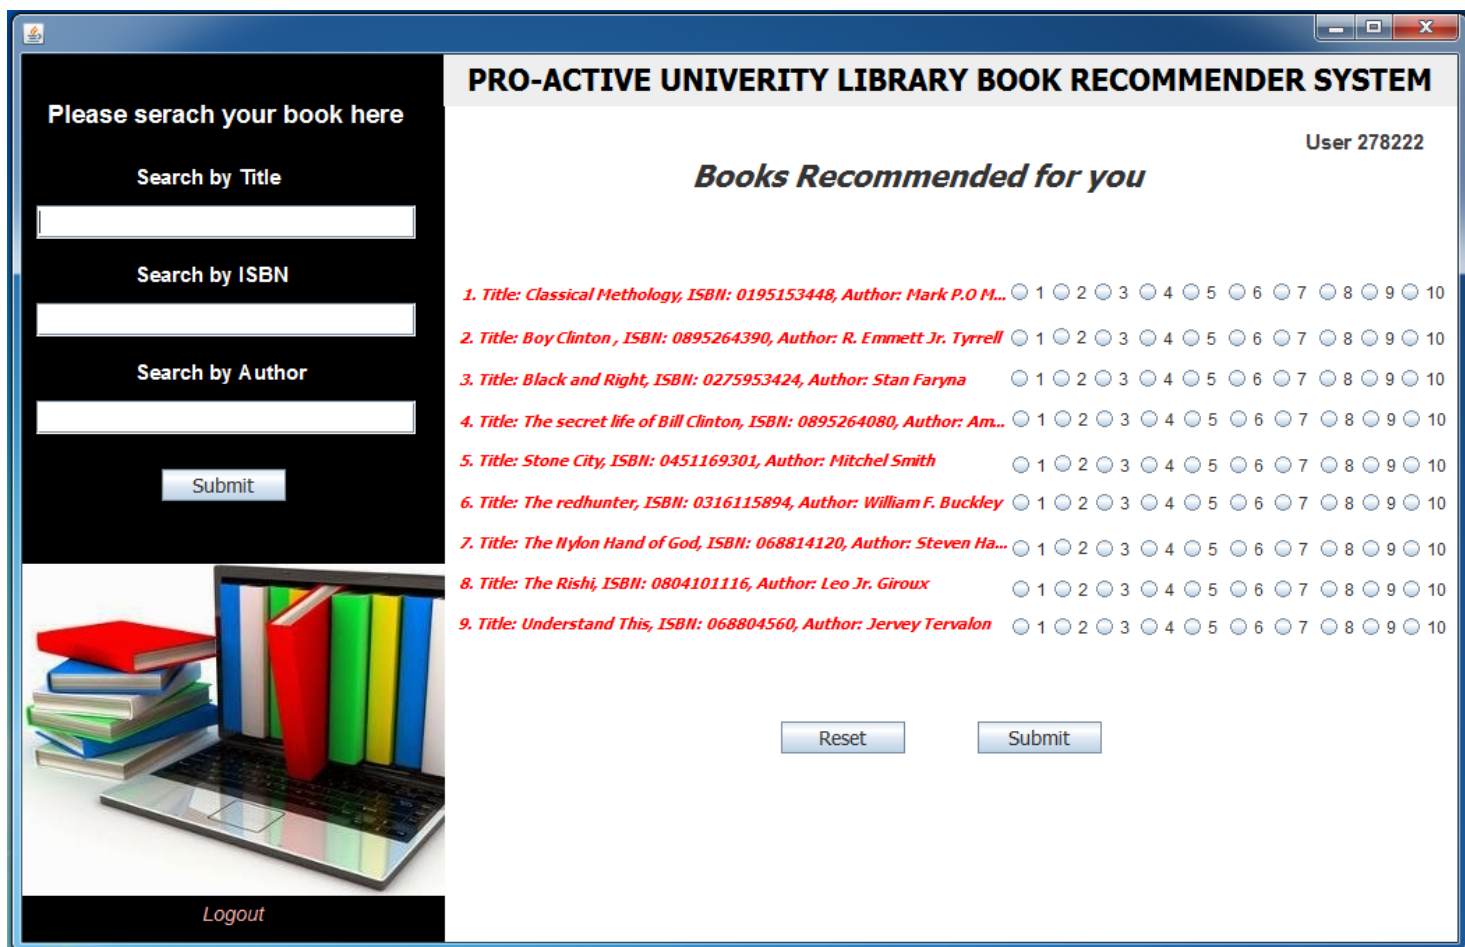 PRO-ACTIVE UNIVERITY LIBRARY BOOK RECOMMENDER SYSTEM
Please serach your book here
Search by Title
Search by ISBN
Search by Author
Submit
Logout
User 278222
Books Recommended for you
1. Title: Classical Methology, ISBN: 0195153448, Author: Mark P.O M... 1 2 3 4 5 6 7 8 9 10
2. Title: Boy Clinton , ISBN: 0895264390, Author: R. Emmett Jr. Tyrrell 1 2 3 4 5 6 7 8 9 10
3. Title: Black and Right, ISBN: 0275953424, Author: Stan Faryna 1 2 3 4 5 6 7 8 9 10
4. Title: The secret life of Bill Clinton, ISBN: 0895264080, Author: Am... 1 2 3 4 5 6 7 8 9 10
5. Title: Stone City, ISBN: 0451169301, Author: Mitchel Smith 1 2 3 4 5 6 7 8 9 10
6. Title: The redhunter, ISBN: 0316115894, Author: William F. Buckley 1 2 3 4 5 6 7 8 9 10
7. Title: The Nylon Hand of God, ISBN: 068814120, Author: Steven Ha... 1 2 3 4 5 6 7 8 9 10
8. Title: The Rishi, ISBN: 0804101116, Author: Leo Jr. Giroux 1 2 3 4 5 6 7 8 9 10
9. Title: Understand This, ISBN: 068804560, Author: Jervey Tervalon 1 2 3 4 5 6 7 8 9 10
Reset Submit